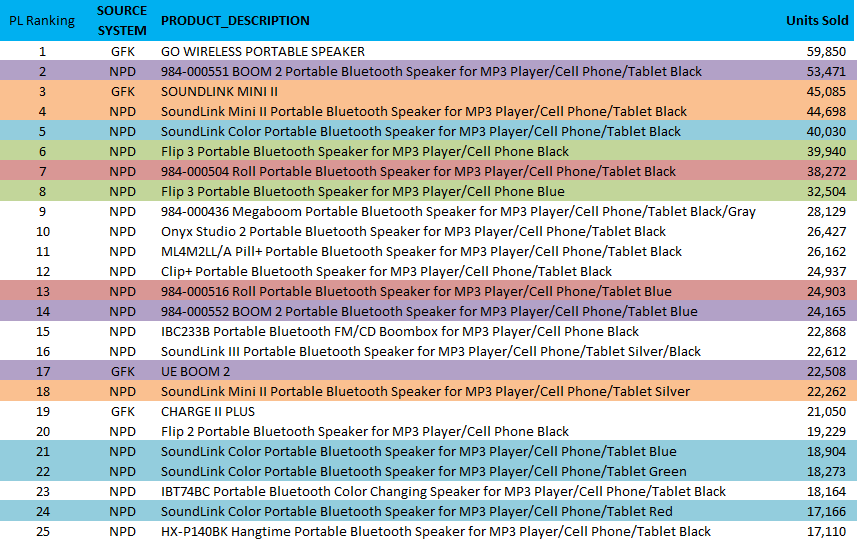 PL Ranking SOURCE SYSTEM PRODUCT_DESCRIPTION Units Sold
1 GFK GO WIRELESS PORTABLE SPEAKER 59,850
2 NPD 984-000551 BOOM 2 Portable Bluetooth Speaker for MP3 Player/Cell Phone/Tablet Black 53,471
3 GFK SOUNDLINK MINI II 45,085
4 NPD SoundLink Mini II Portable Bluetooth Speaker for MP3 Player/Cell Phone/Tablet Black 44,698
5 NPD SoundLink Color Portable Bluetooth Speaker for MP3 Player/Cell Phone/Tablet Black 40,030
6 NPD Flip 3 Portable Bluetooth Speaker for MP3 Player/Cell Phone Black 39,940
7 NPD 984-000504 Roll Portable Bluetooth Speaker for MP3 Player/Cell Phone/Tablet Black 38,272
8 NPD Flip 3 Portable Bluetooth Speaker for MP3 Player/Cell Phone Blue 32,504
9 NPD 984-000436 Megaboom Portable Bluetooth Speaker for MP3 Player/Cell Phone/Tablet Black/Gray 28,129
10 NPD Onyx Studio 2 Portable Bluetooth Speaker for MP3 Player/Cell Phone/Tablet Black 26,427
11 NPD ML4M2LL/A Pill+ Portable Bluetooth Speaker for MP3 Player/Cell Phone/Tablet Black 26,162
12 NPD Clip+ Portable Bluetooth Speaker for MP3 Player/Cell Phone/Tablet Black 24,937
13 NPD 984-000516 Roll Portable Bluetooth Speaker for MP3 Player/Cell Phone/Tablet Blue 24,903
14 NPD 984-000552 BOOM 2 Portable Bluetooth Speaker for MP3 Player/Cell Phone/Tablet Blue 24,165
15 NPD IBC233B Portable Bluetooth FM/CD Boombox for MP3 Player/Cell Phone Black 22,868
16 NPD SoundLink III Portable Bluetooth Speaker for MP3 Player/Cell Phone/Tablet Silver/Black 22,612
17 GFK UE BOOM 2 22,508
18 NPD SoundLink Mini II Portable Bluetooth Speaker for MP3 Player/Cell Phone/Tablet Silver 22,262
19 GFK CHARGE II PLUS 21,050
20 NPD Flip 2 Portable Bluetooth Speaker for MP3 Player/Cell Phone Black 19,229
21 NPD SoundLink Color Portable Bluetooth Speaker for MP3 Player/Cell Phone/Tablet Blue 18,904
22 NPD SoundLink Color Portable Bluetooth Speaker for MP3 Player/Cell Phone/Tablet Green 18,273
23 NPD IBT74BC Portable Bluetooth Color Changing Speaker for MP3 Player/Cell Phone/Tablet Black 18,164
24 NPD SoundLink Color Portable Bluetooth Speaker for MP3 Player/Cell Phone/Tablet Red 17,166
25 NPD HX-P140BK Hangtime Portable Bluetooth Speaker for MP3 Player/Cell Phone/Tablet Black 17,110